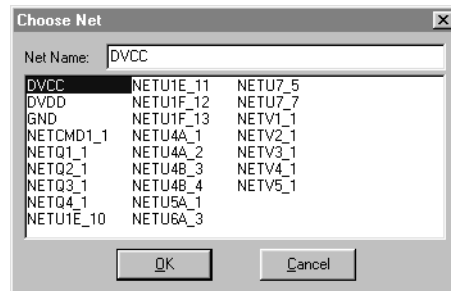 Choose Net
Net Name: DVCC
DVCC NETU1E_11 NETU7_5
DVDD NETU1F_12 NETU7_7
GND NETU1F_13 NETV1_1
NETCMD1_1 NETU4A_1 NETV2_1
NETQ1_1 NETU4A_2 NETV3_1
NETQ2_1 NETU4B_3 NETV4_1
NETQ3_1 NETU4B_4 NETV5_1
NETQ4_1 NETU5A_1
NETU1E_10 NETU6A_3
OK Cancel